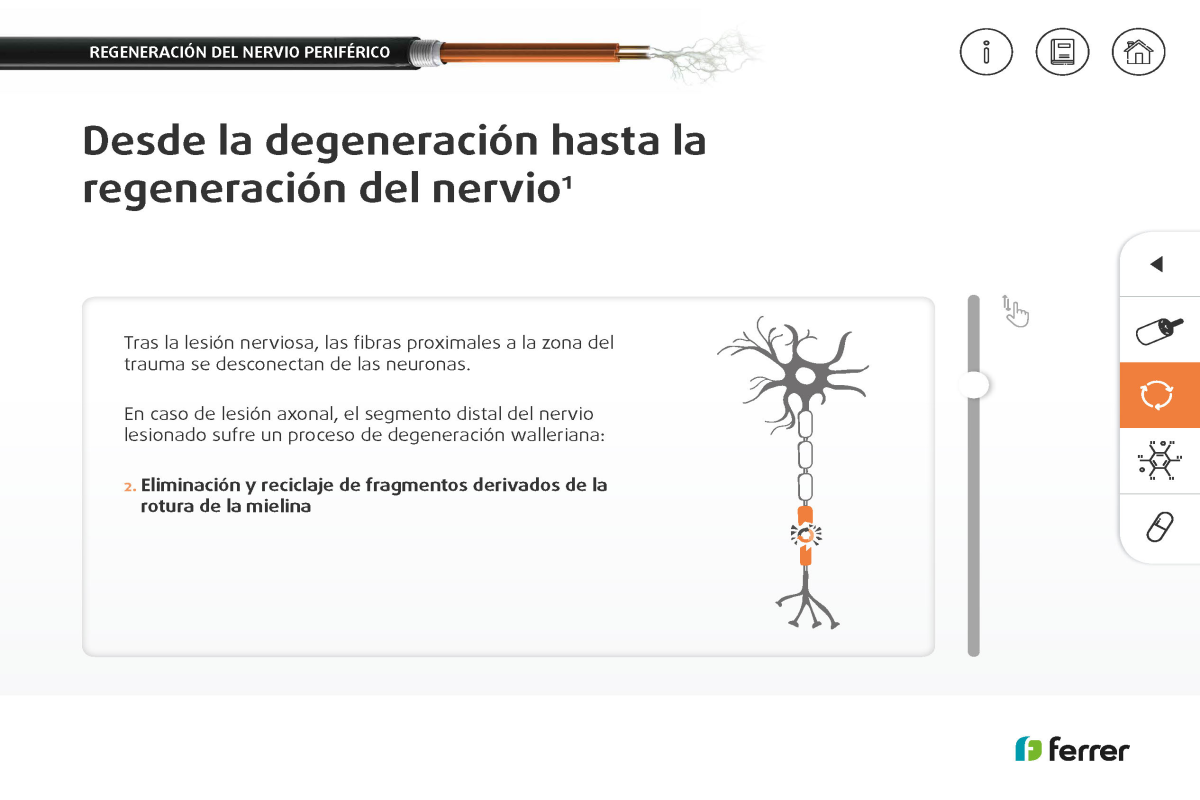 REGENERACIÓN DEL NERVIO PERIFÉRICO
Desde la degeneración hasta la
regeneración del nervio¹
Tras la lesión nerviosa, las fibras proximales a la zona del
trauma se desconectan de las neuronas.
En caso de lesión axonal, el segmento distal del nervio
lesionado sufre un proceso de degeneración walleriana:
2. Eliminación y reciclaje de fragmentos derivados de la
rotura de la mielina
ferrer